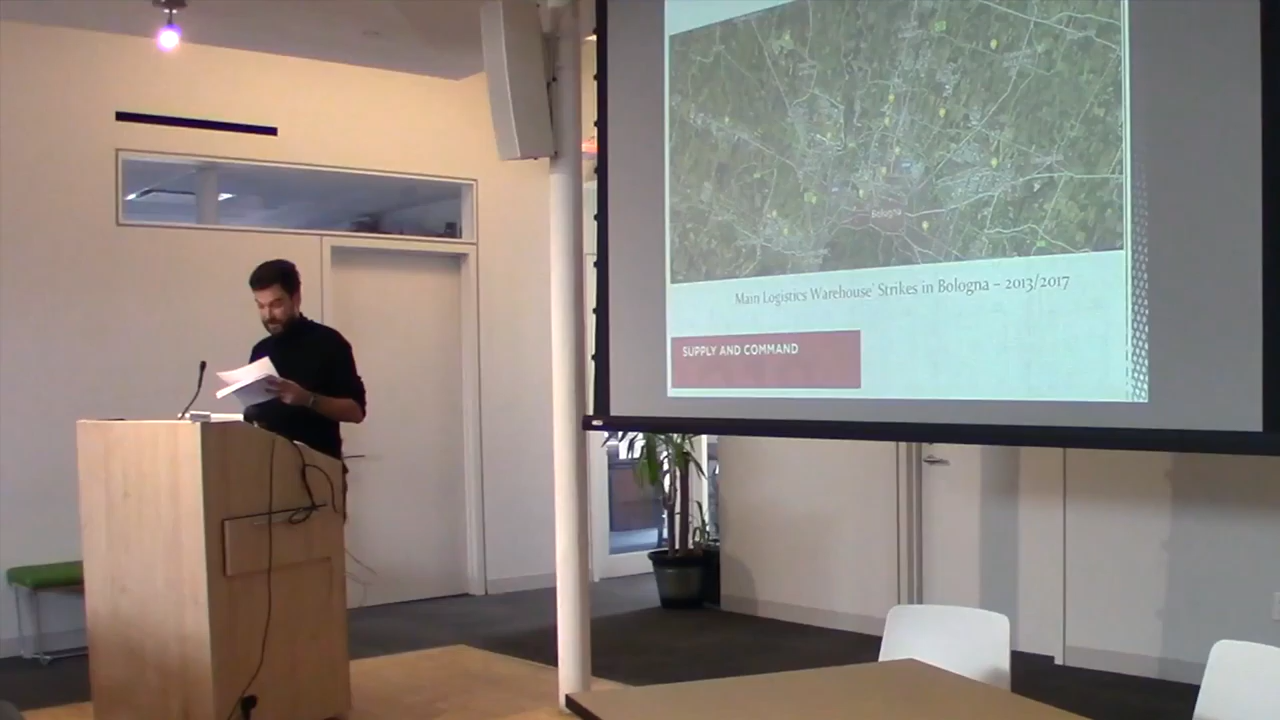 Bologna
Main Logistics Warehouse' Strikes in Bologna – 2013/2017
SUPPLY AND COMMAND